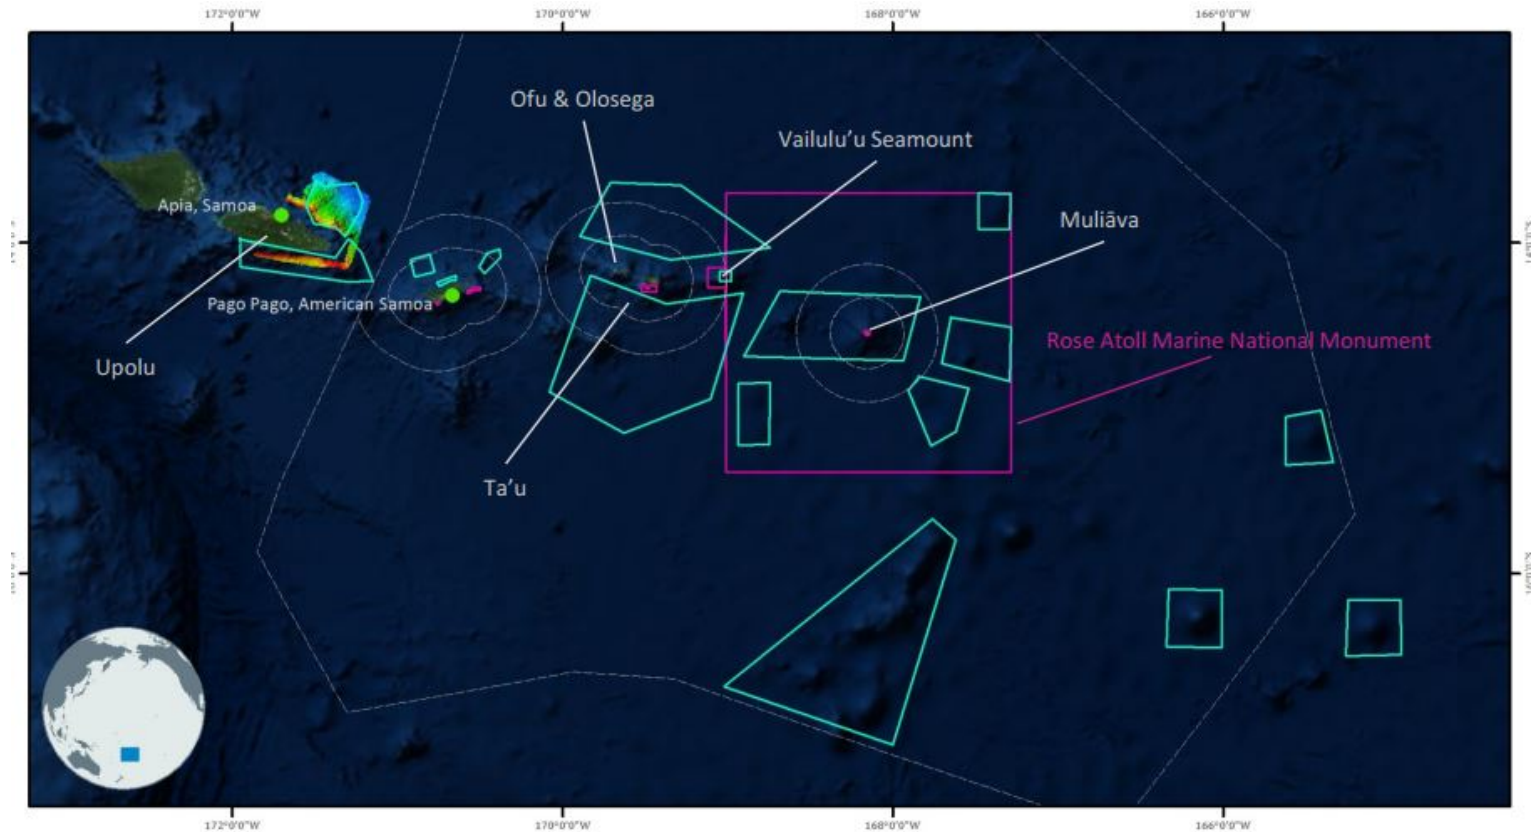 172°0'0"W 170°0'0"W 168°0'0"W 166°0'0"W
Ofu & Olosega
Vailulu’u Seamount
Apia, Samoa
Muliāva
Pago Pago, American Samoa
Rose Atoll Marine National Monument
Upolu
Ta’u
172°0'0"W 170°0'0"W 168°0'0"W 166°0'0"W